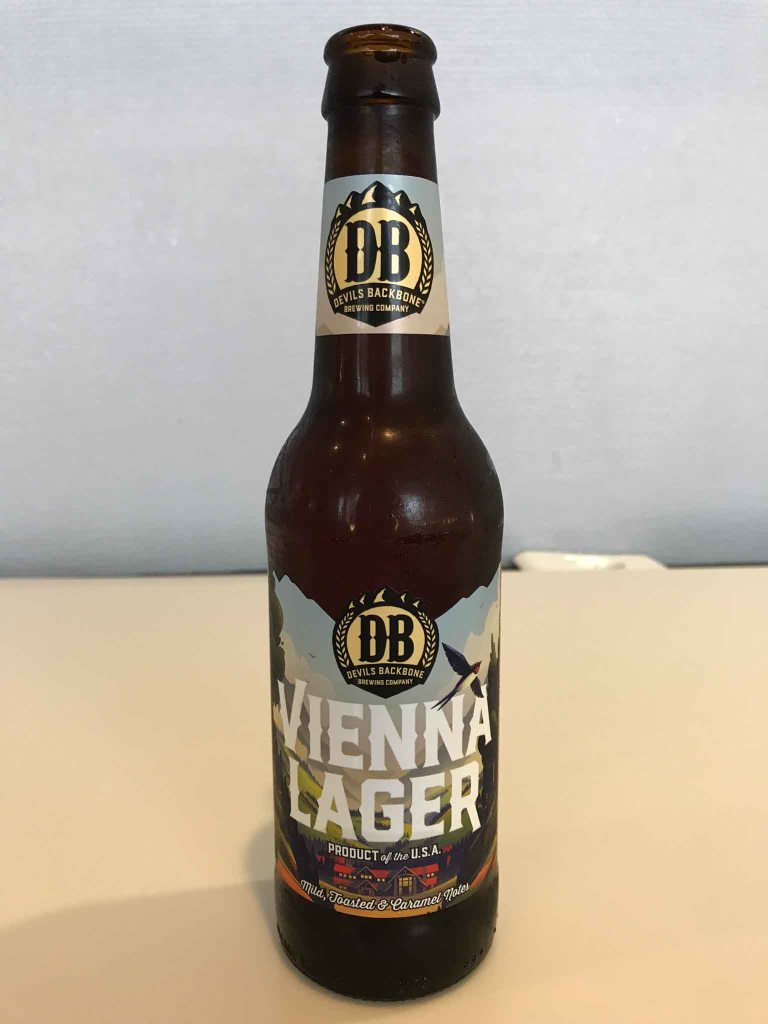 DB
DEVILS BACKBONE®
BREWING COMPANY
DB
DEVILS BACKBONE
BREWING COMPANY
VIENNA
LAGER
PRODUCT of the U.S.A.
Mild, Toasted & Caramel Notes